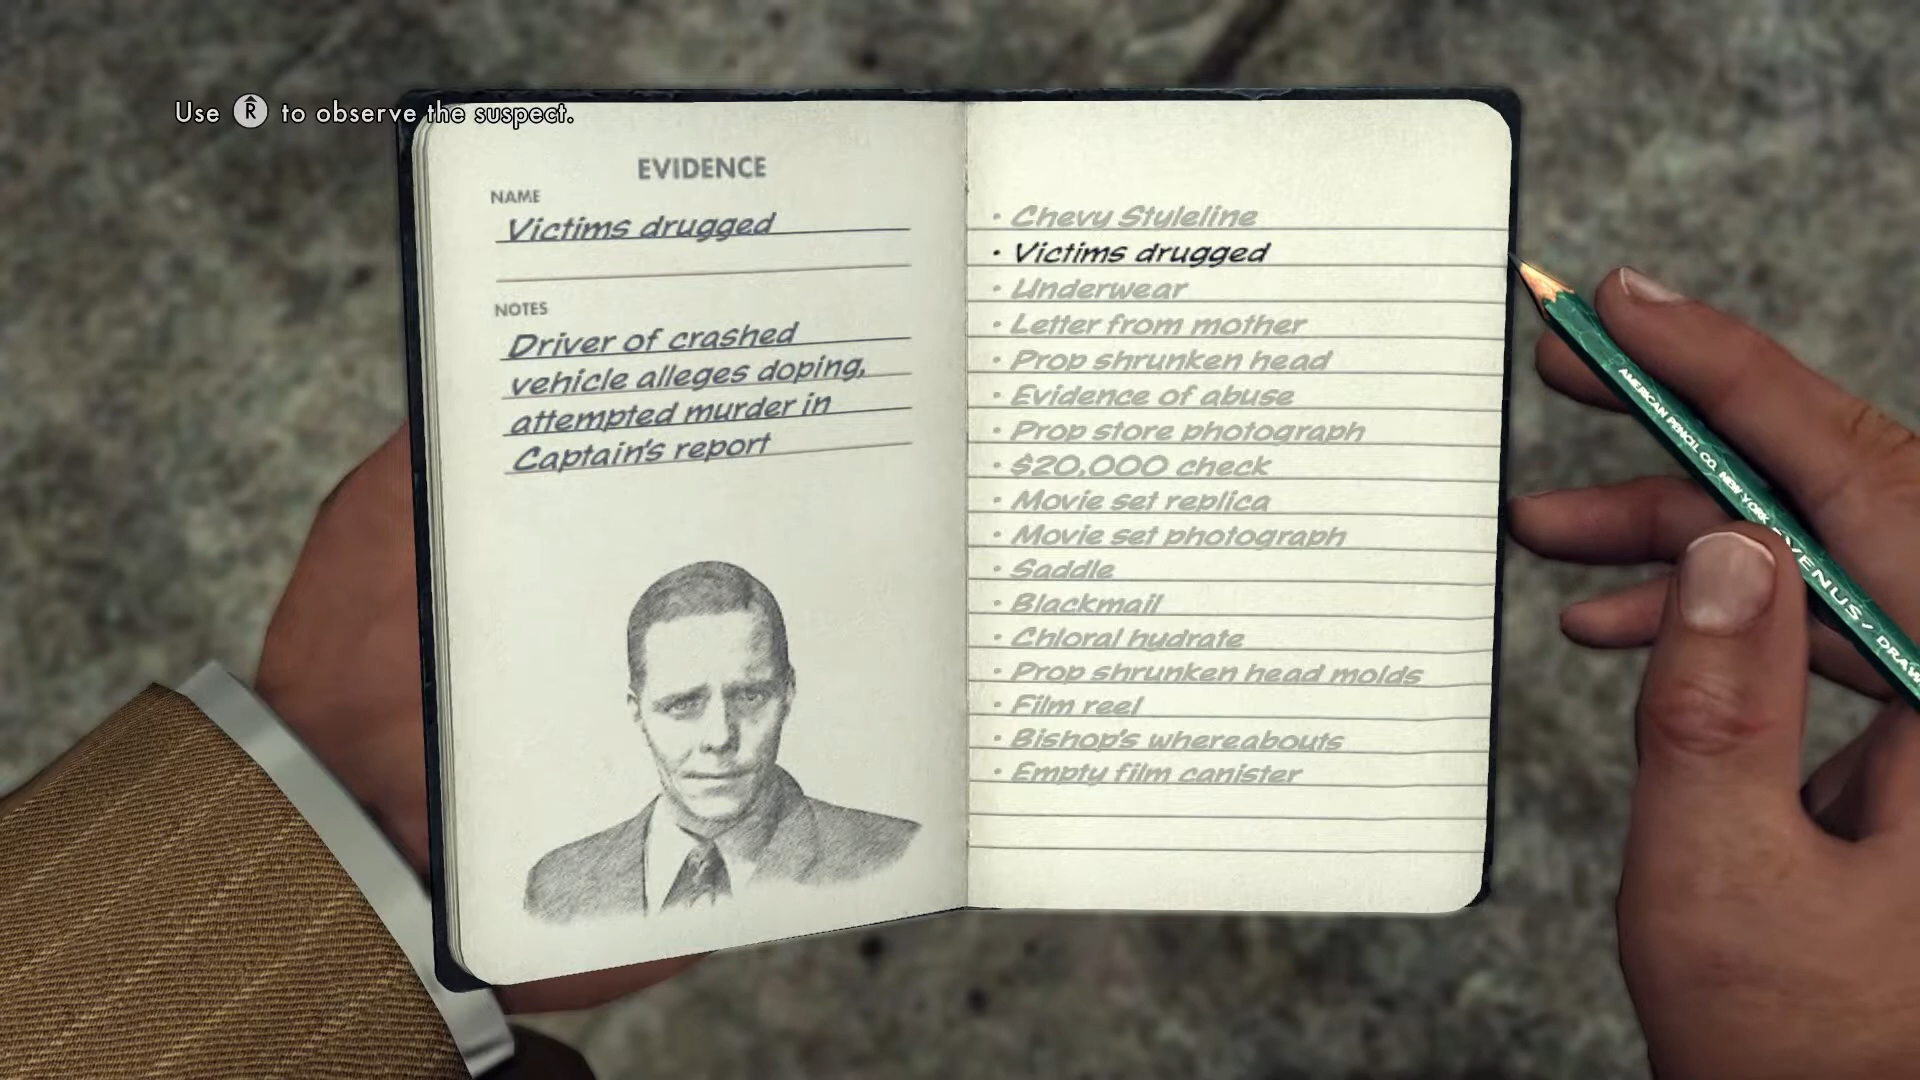 Use R to observe the suspect.
EVIDENCE
NAME
Victims drugged
NOTES
Driver of crashed
vehicle alleges doping,
attempted murder in
Captain's report
• Chevy Styleline
• Victims drugged
• Underwear
• Letter from mother
• Prop shrunken head
• Evidence of abuse
• Prop store photograph
• $20,000 check
• Movie set replica
• Movie set photograph
• Saddle
• Blackmail
• Chloral hydrate
• Prop shrunken head molds
• Film reel
• Bishop's whereabouts
• Empty film canister
AMERICAN PENCIL CO. NEW YORK VENUS / DRAW